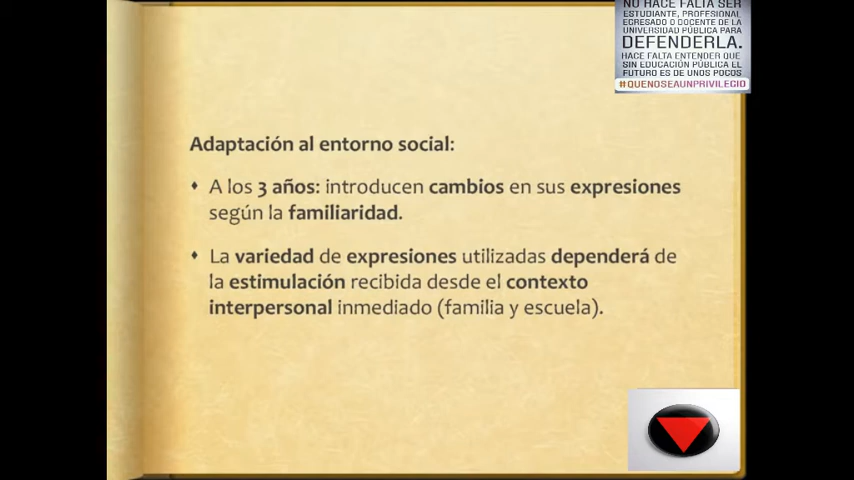 NO HACE FALTA SER
ESTUDIANTE, PROFESIONAL
EGRESADO O DOCENTE DE LA
UNIVERSIDAD PÚBLICA PARA
DEFENDERLA.
HACE FALTA ENTENDER QUE
SIN EDUCACIÓN PÚBLICA EL
FUTURO ES DE UNOS POCOS
#QUENOSEAUNPRIVILEGIO
Adaptación al entorno social:
A los 3 años: introducen cambios en sus expresiones
según la familiaridad.
La variedad de expresiones utilizadas dependerá de
la estimulación recibida desde el contexto
interpersonal inmediado (familia y escuela).